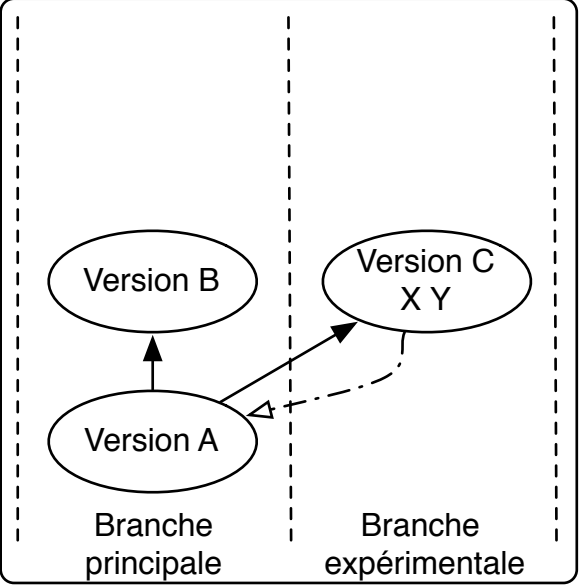 Version B
Version C
X Y
Version A
Branche
principale
Branche
expérimentale